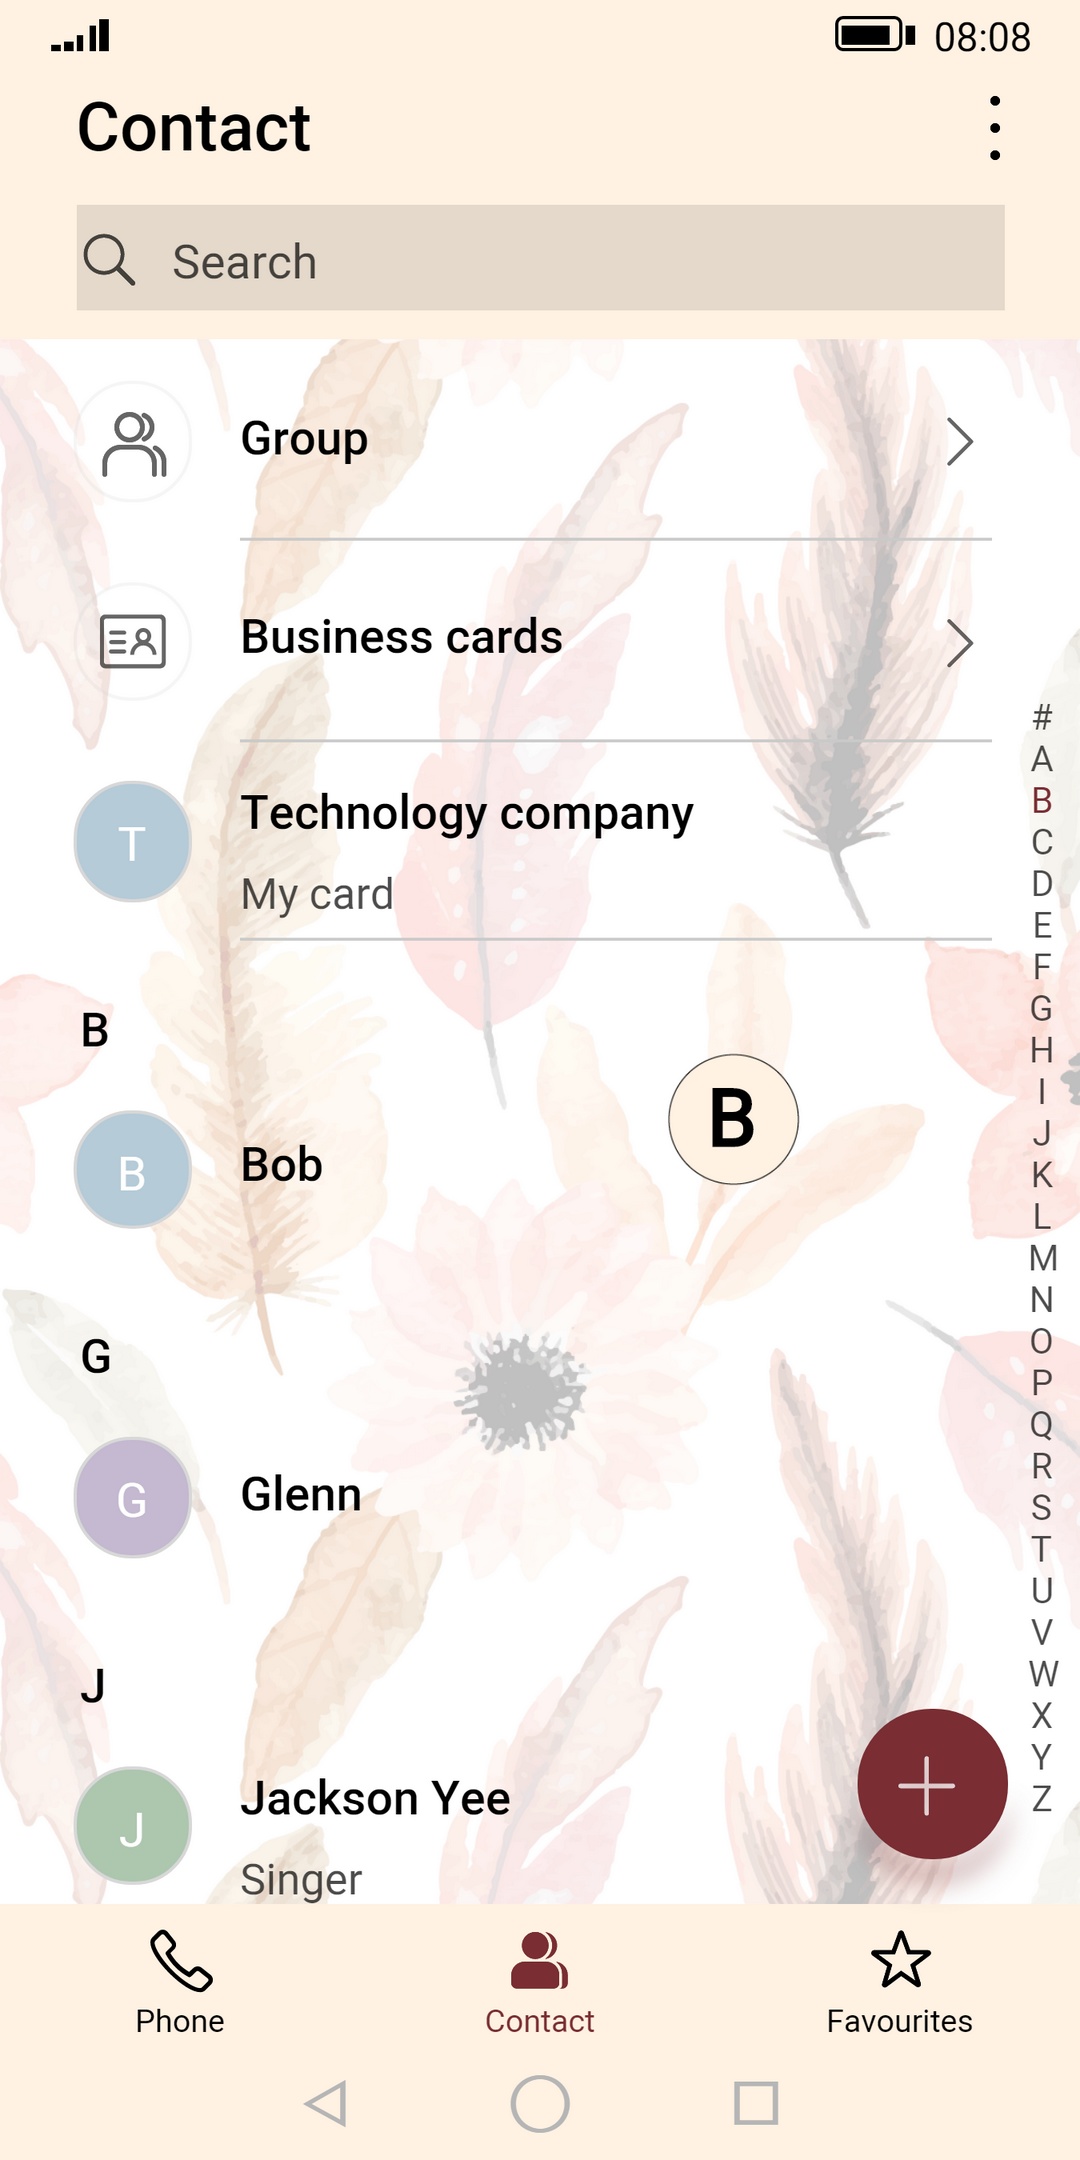 08:08
Contact
Search
Group
Business cards
T
Technology company
My card
B
B
Bob
B
G
G
Glenn
J
J
Jackson Yee
Singer
#
A
B
C
D
E
F
G
H
I
J
K
L
M
N
O
P
Q
R
S
T
U
V
W
X
Y
Z
Phone
Contact
Favourites